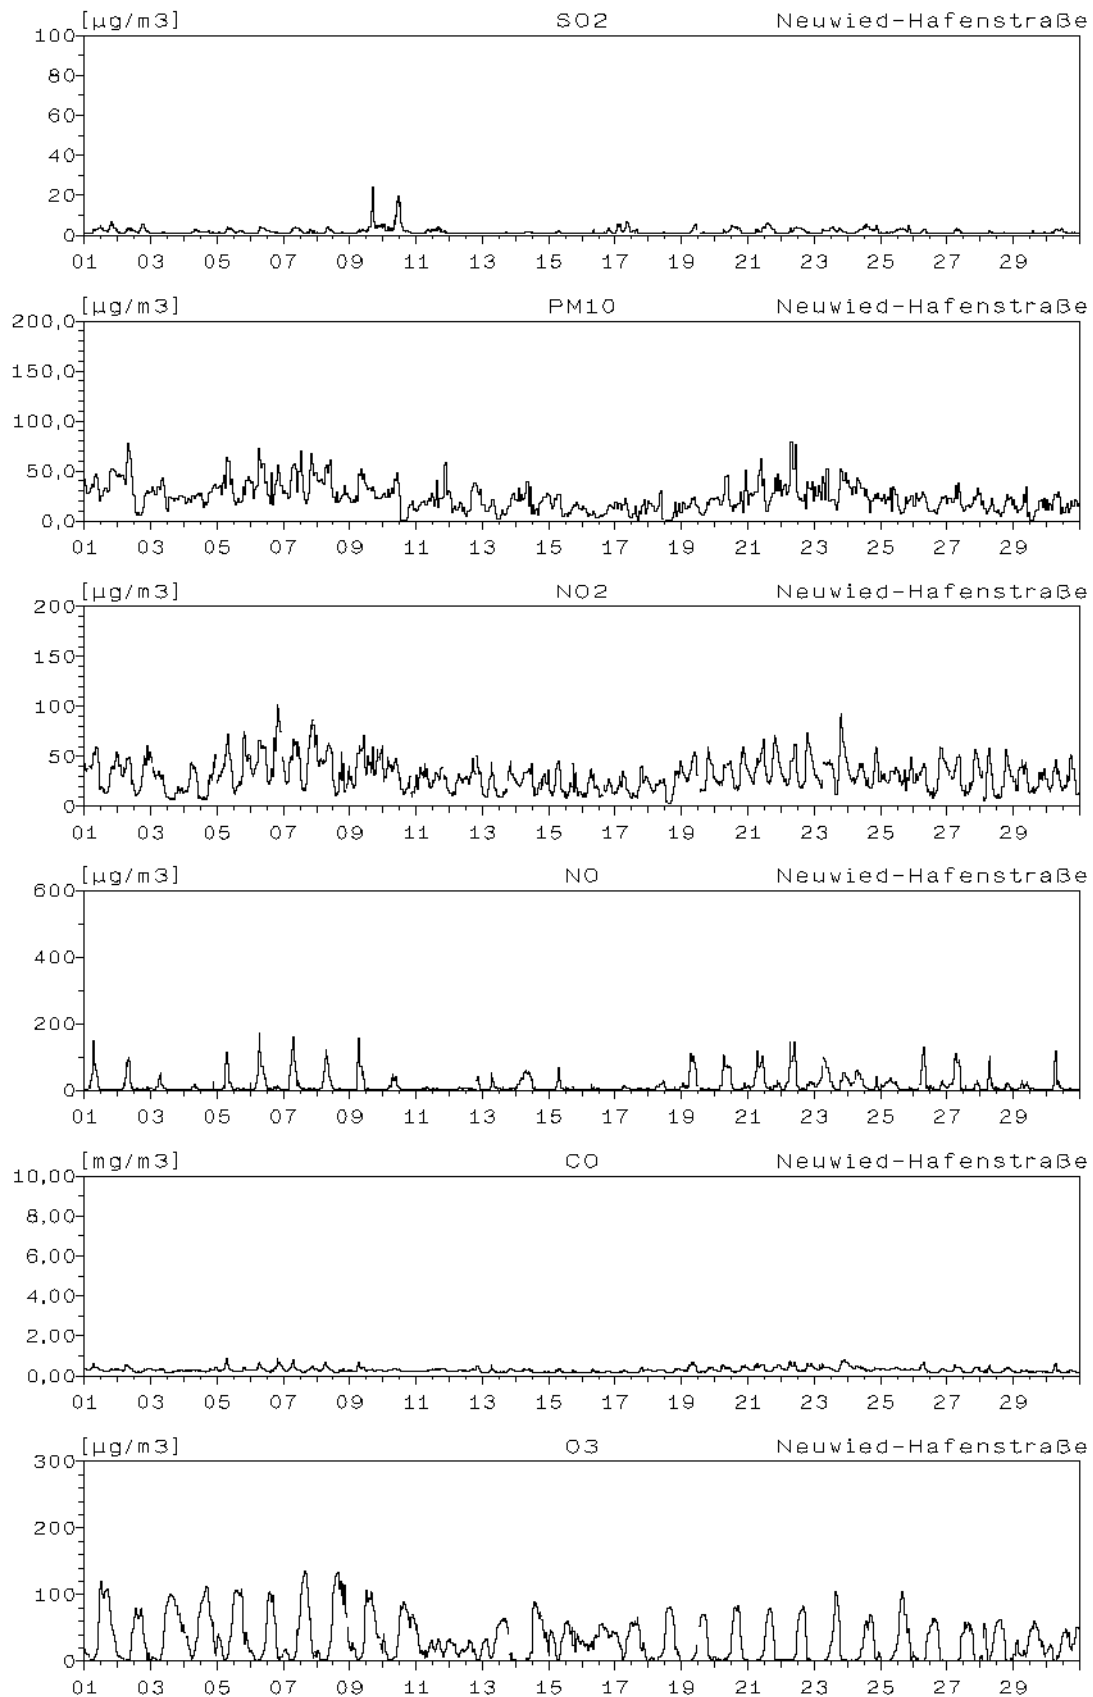 [µg/m3] SO2 Neuwied-Hafenstraße
100
80
60
40
20
0
01 03 05 07 09 11 13 15 17 19 21 23 25 27 29
[µg/m3] PM10 Neuwied-Hafenstraße
200,0
150,0
100,0
50,0
0,0
01 03 05 07 09 11 13 15 17 19 21 23 25 27 29
[µg/m3] NO2 Neuwied-Hafenstraße
200
150
100
50
0
01 03 05 07 09 11 13 15 17 19 21 23 25 27 29
[µg/m3] NO Neuwied-Hafenstraße
600
400
200
0
01 03 05 07 09 11 13 15 17 19 21 23 25 27 29
[mg/m3] CO Neuwied-Hafenstraße
10,00
8,00
6,00
4,00
2,00
0,00
01 03 05 07 09 11 13 15 17 19 21 23 25 27 29
[µg/m3] O3 Neuwied-Hafenstraße
300
200
100
0
01 03 05 07 09 11 13 15 17 19 21 23 25 27 29